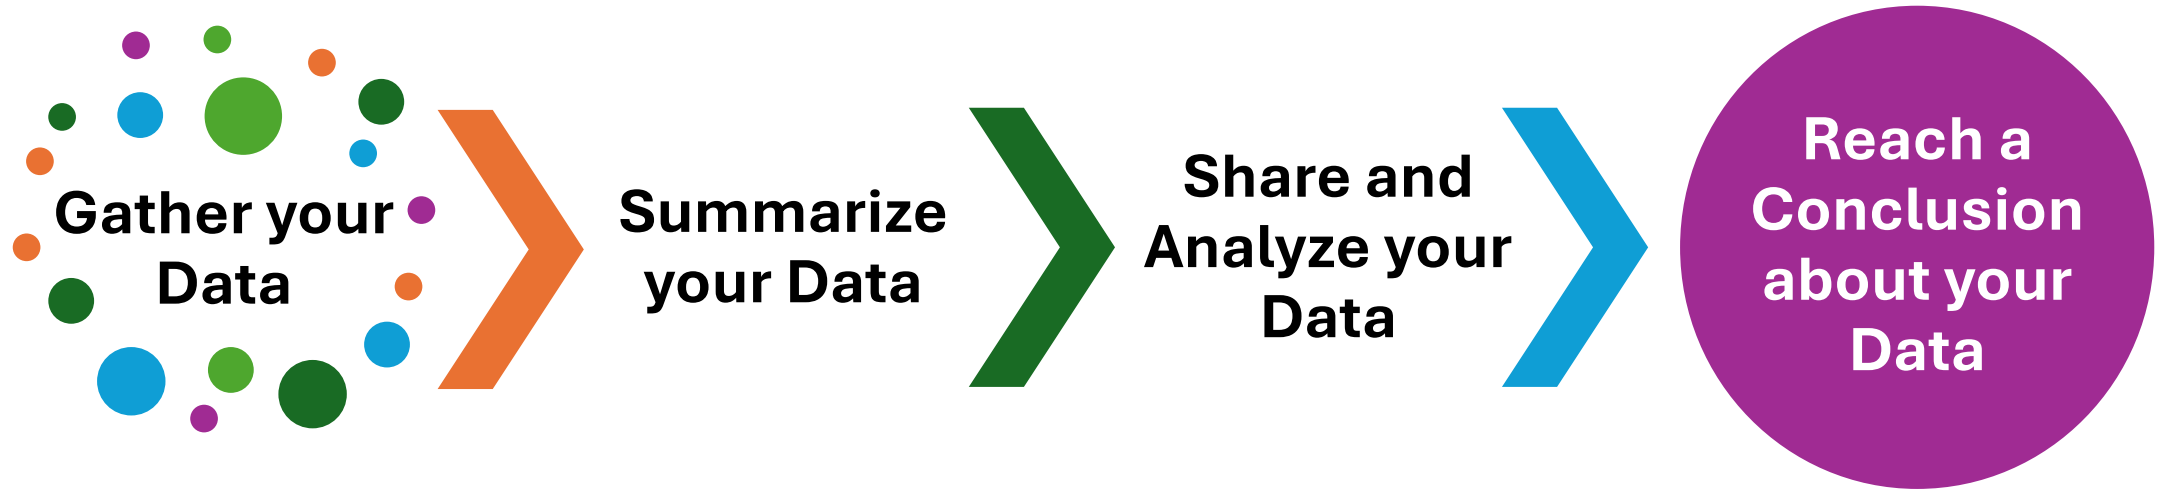 Gather your
Data
Summarize
your Data
Share and
Analyze your
Data
Reach a
Conclusion
about your
Data